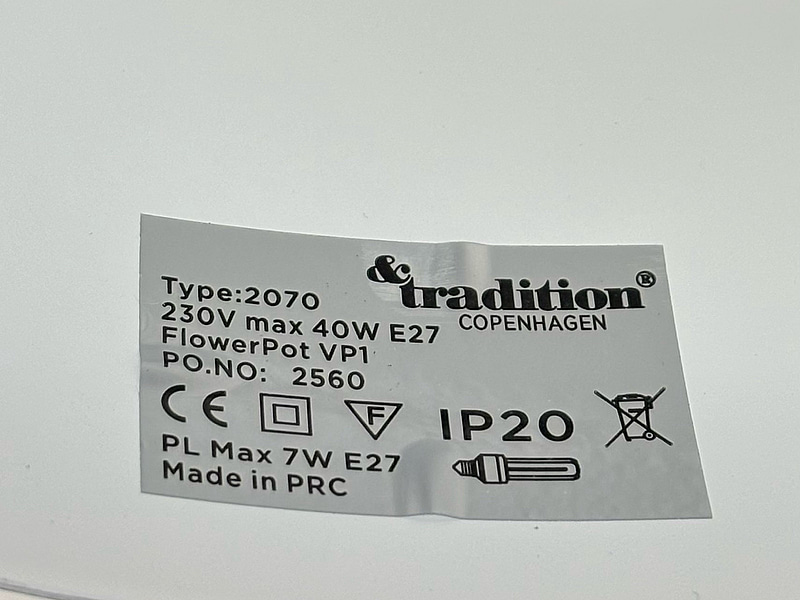 &tradition®
COPENHAGEN
Type:2070
230V max 40W E27
FlowerPot VP1
PO.NO: 2560
CE F IP20
PL Max 7W E27
Made in PRC